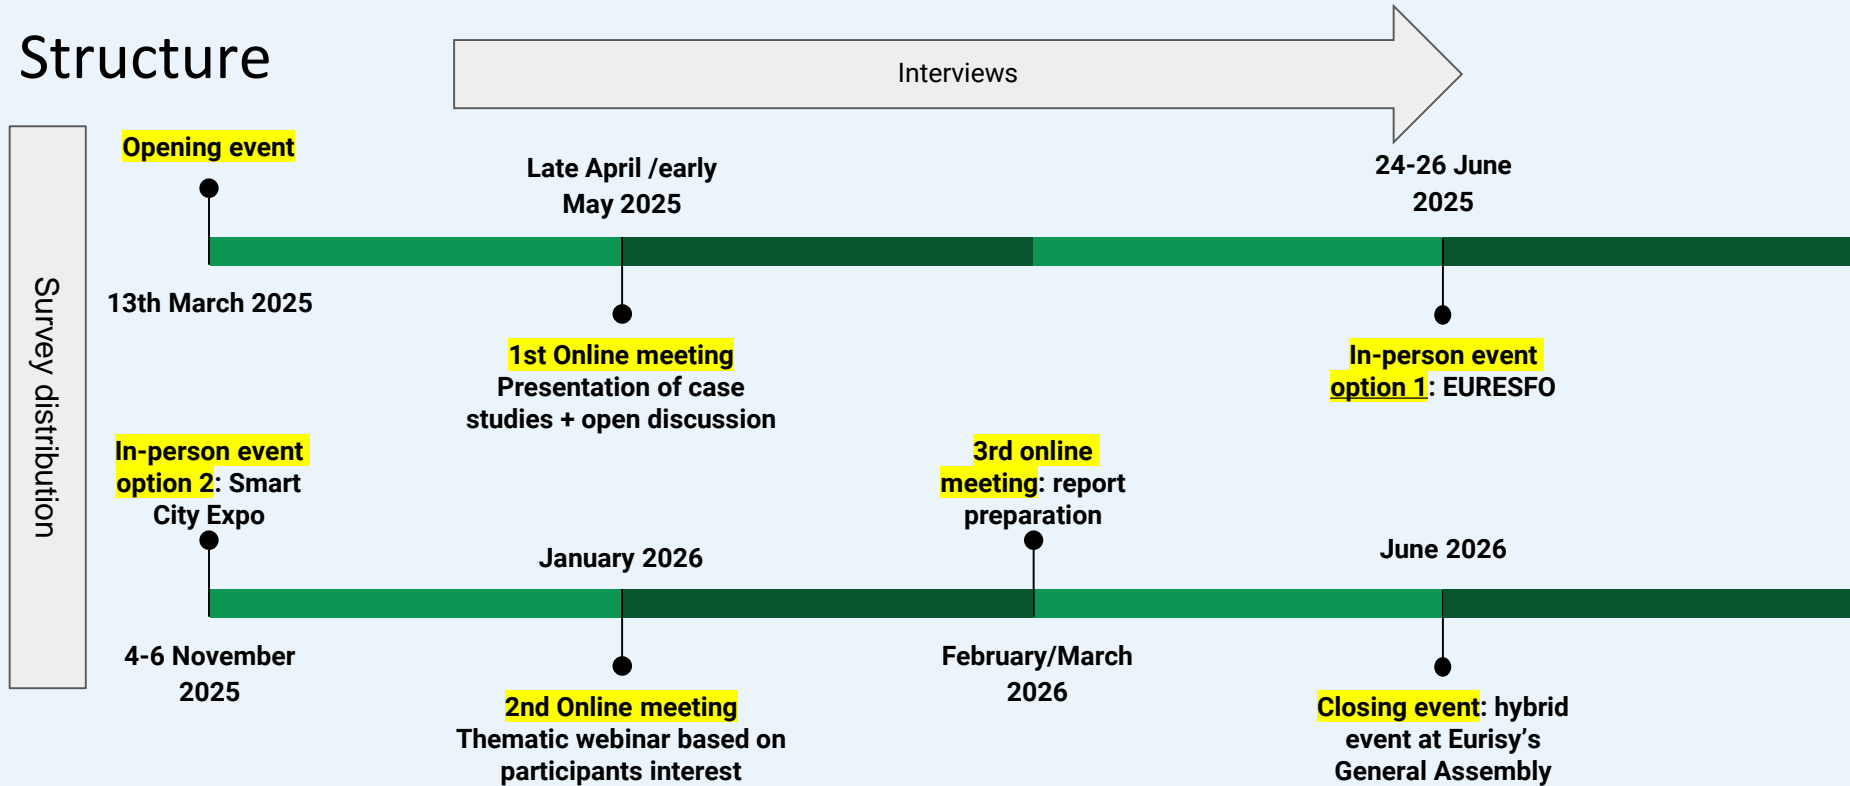 Structure
Interviews
Survey distribution
Opening event
Late April /early
May 2025
24-26 June
2025
13th March 2025
1st Online meeting
Presentation of case
studies + open discussion
In-person event
option 1: EURESFO
In-person event
option 2: Smart
City Expo
January 2026
3rd online
meeting: report
preparation
June 2026
4-6 November
2025
2nd Online meeting
Thematic webinar based on
participants interest
February/March
2026
Closing event: hybrid
event at Eurisy’s
General Assembly